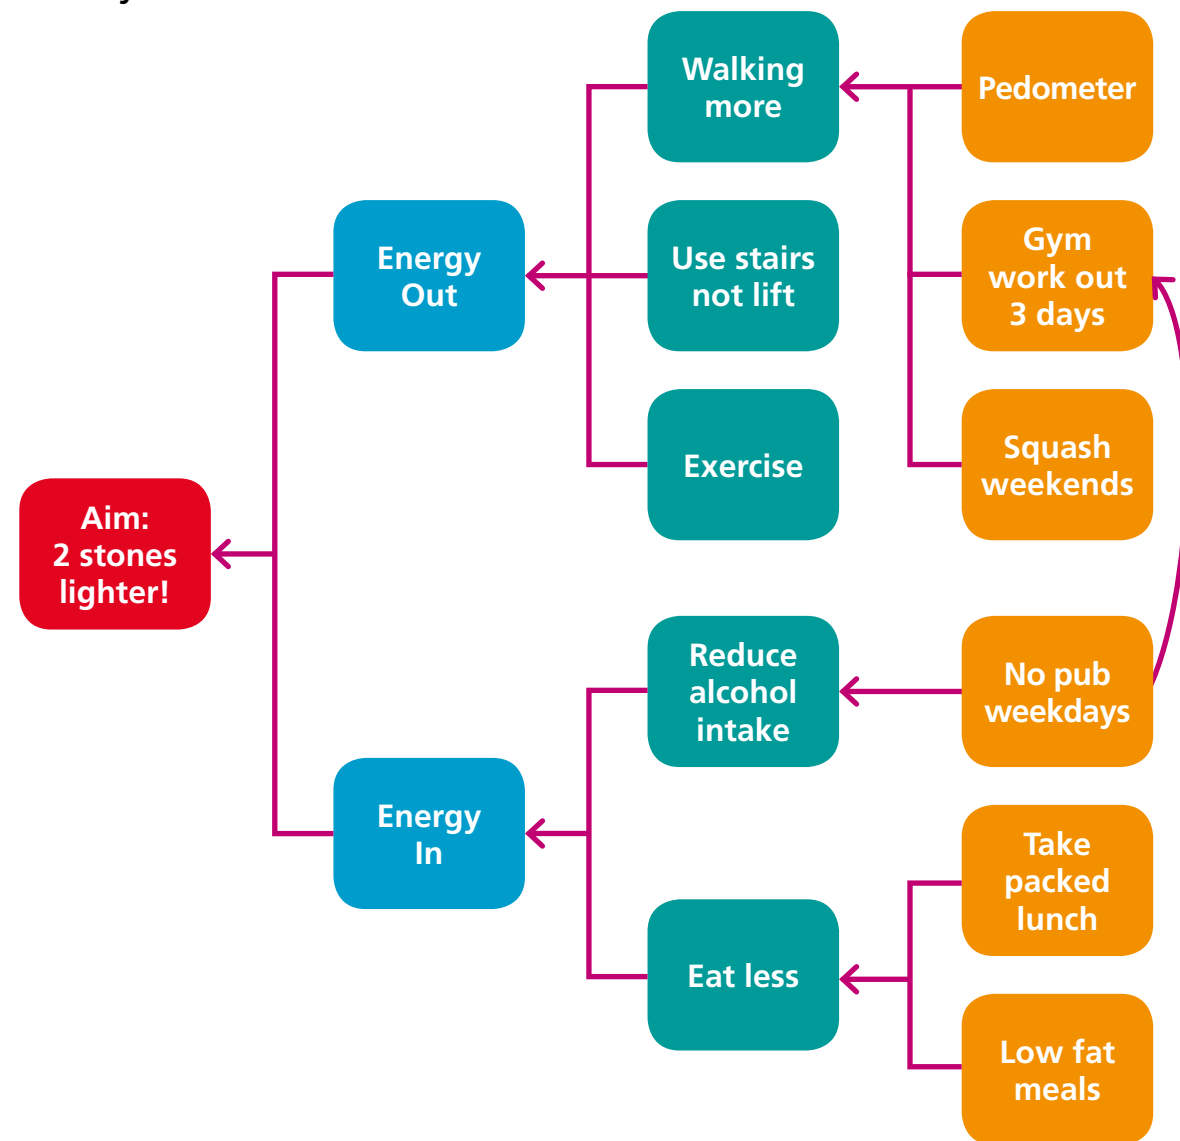 Walking
more
Pedometer
Energy
Out
Use stairs
not lift
Gym
work out
3 days
Exercise
Squash
weekends
Aim:
2 stones
lighter!
Reduce
alcohol
intake
No pub
weekdays
Energy
In
Take
packed
lunch
Eat less
Low fat
meals